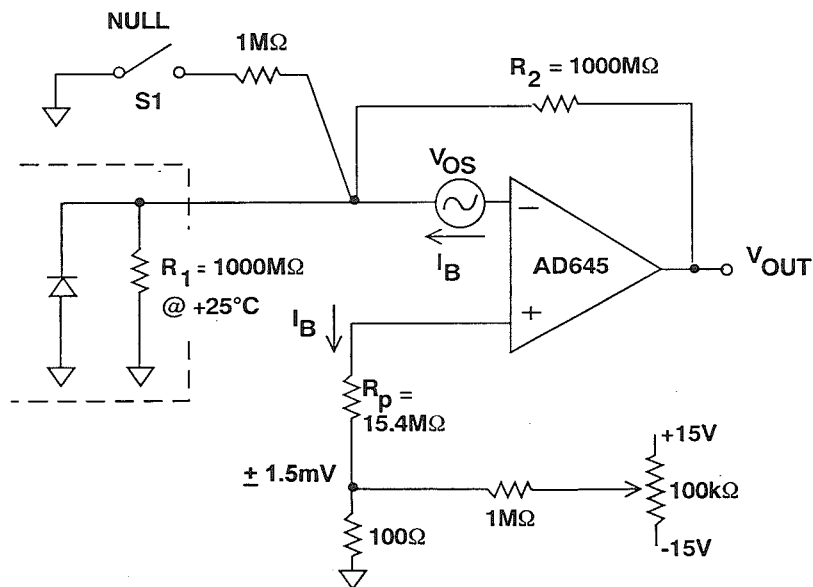 NULL
1MΩ
S1
R2 = 1000MΩ
VOS
IB
AD645
VOUT
R1 = 1000MΩ
@ +25°C
IB
Rp =
15.4MΩ
± 1.5mV
+15V
100kΩ
1MΩ
100Ω
-15V